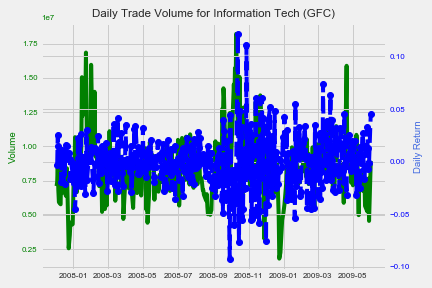 Daily Trade Volume for Information Tech (GFC)
1e7
1.75
1.50
1.25
1.00
0.75
0.50
0.25
Volume
0.10
0.05
0.00
−0.05
−0.10
Daily Return
2008-01 2008-03 2008-05 2008-07 2008-09 2008-11 2009-01 2009-03 2009-05